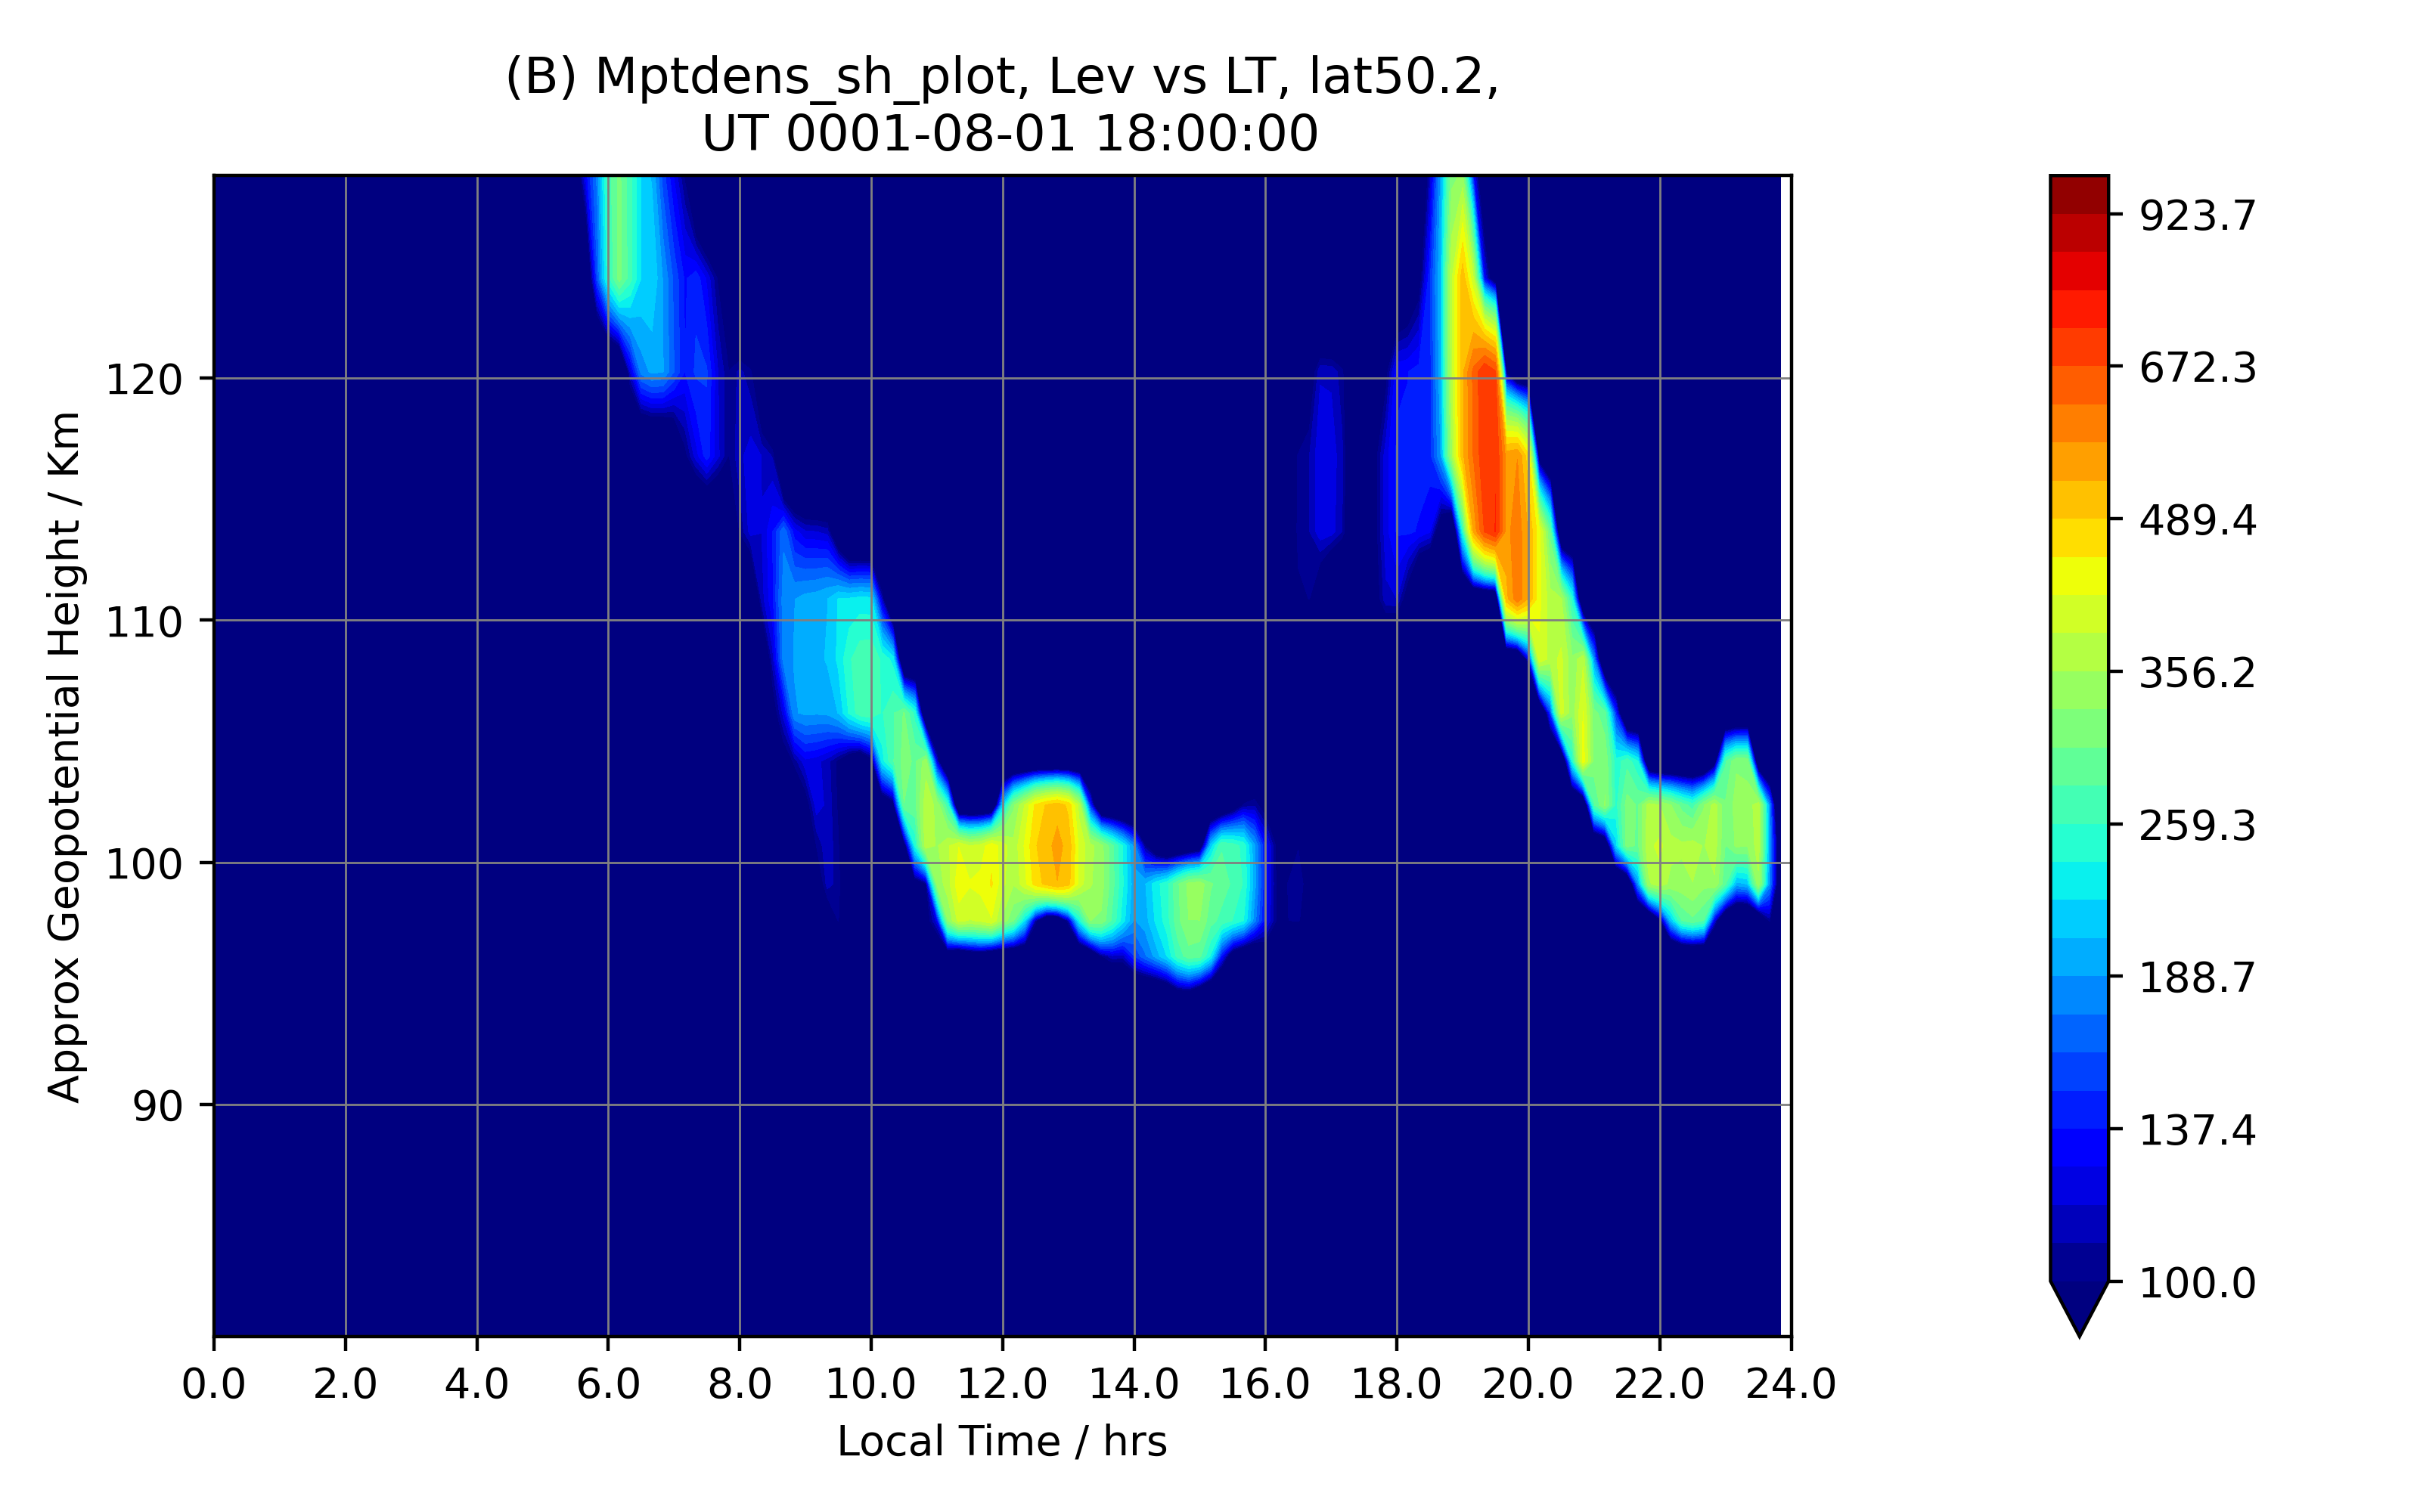 (B) Mptdens_sh_plot, Lev vs LT, lat50.2,
UT 0001-08-01 18:00:00
Approx Geopotential Height / Km
120
110
100
90
0.0 2.0 4.0 6.0 8.0 10.0 12.0 14.0 16.0 18.0 20.0 22.0 24.0
Local Time / hrs
923.7
672.3
489.4
356.2
259.3
188.7
137.4
100.0